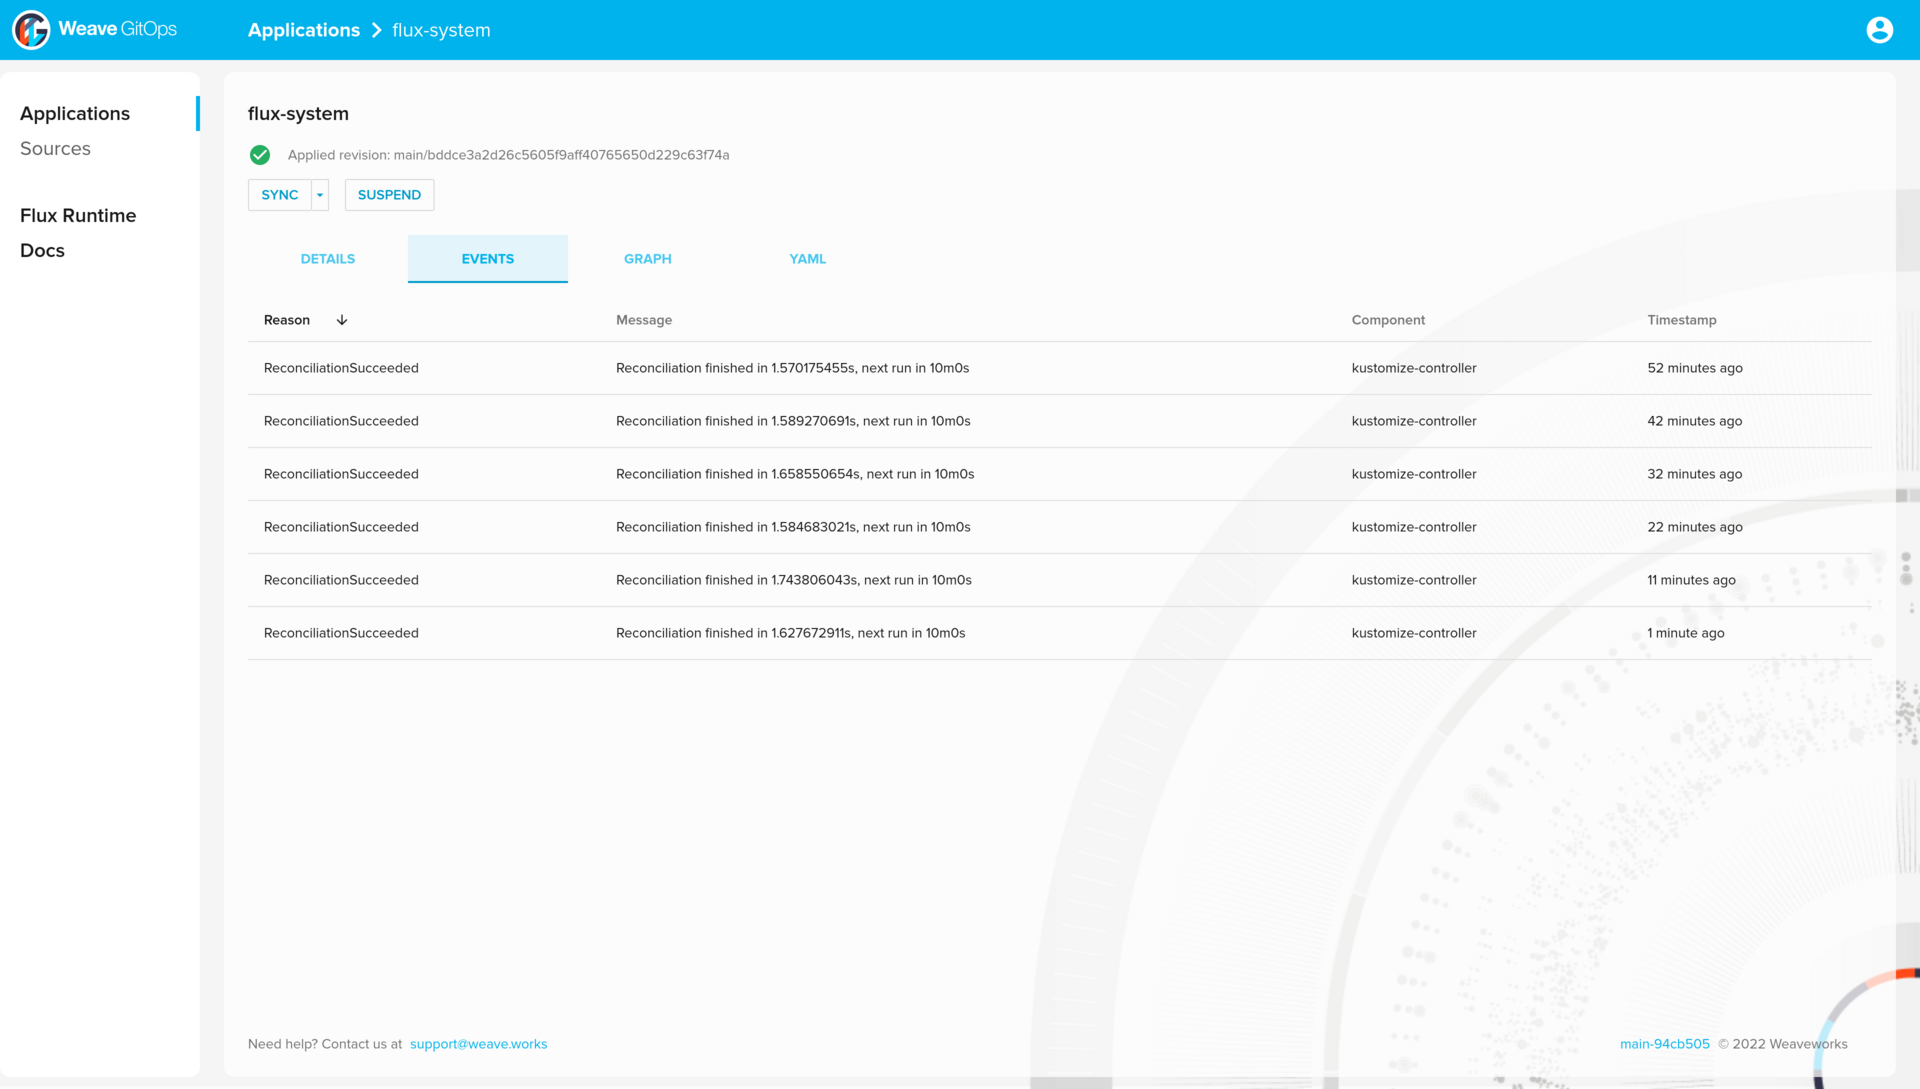 Weave GitOps
Applications flux-system
Applications
Sources
Flux Runtime
Docs
flux-system
Applied revision: main/bddce3a2d26c5605f9aff40765650d229c63f74a
SYNC SUSPEND
DETAILS EVENTS GRAPH YAML
Reason Message Component Timestamp
ReconciliationSucceeded Reconciliation finished in 1.570175455s, next run in 10m0s kustomize-controller 52 minutes ago
ReconciliationSucceeded Reconciliation finished in 1.589270691s, next run in 10m0s kustomize-controller 42 minutes ago
ReconciliationSucceeded Reconciliation finished in 1.658550654s, next run in 10m0s kustomize-controller 32 minutes ago
ReconciliationSucceeded Reconciliation finished in 1.584683021s, next run in 10m0s kustomize-controller 22 minutes ago
ReconciliationSucceeded Reconciliation finished in 1.743806043s, next run in 10m0s kustomize-controller 11 minutes ago
ReconciliationSucceeded Reconciliation finished in 1.627672911s, next run in 10m0s kustomize-controller 1 minute ago
Need help? Contact us at support@weave.works
main-94cb505 © 2022 Weaveworks